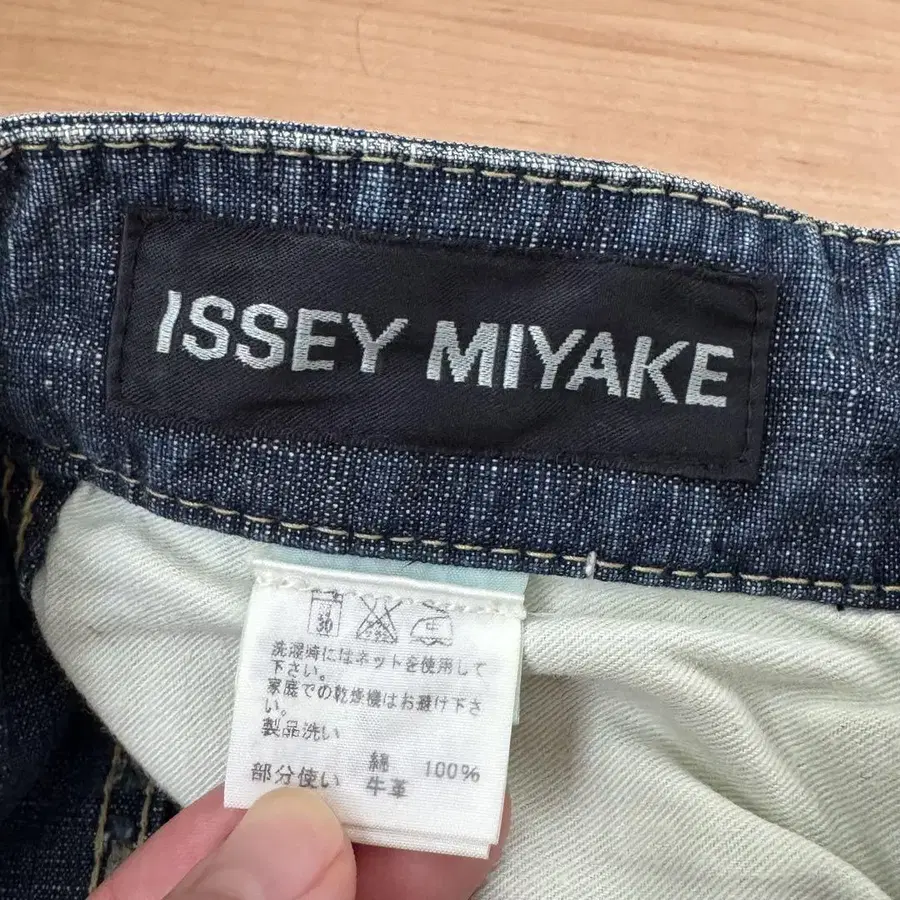 ISSEY MIYAKE
30
洗濯時にはネットを使用して
下さい。
家庭での乾燥機はお避け下さ
い。
製品洗い
綿 100%
部分使い 牛革